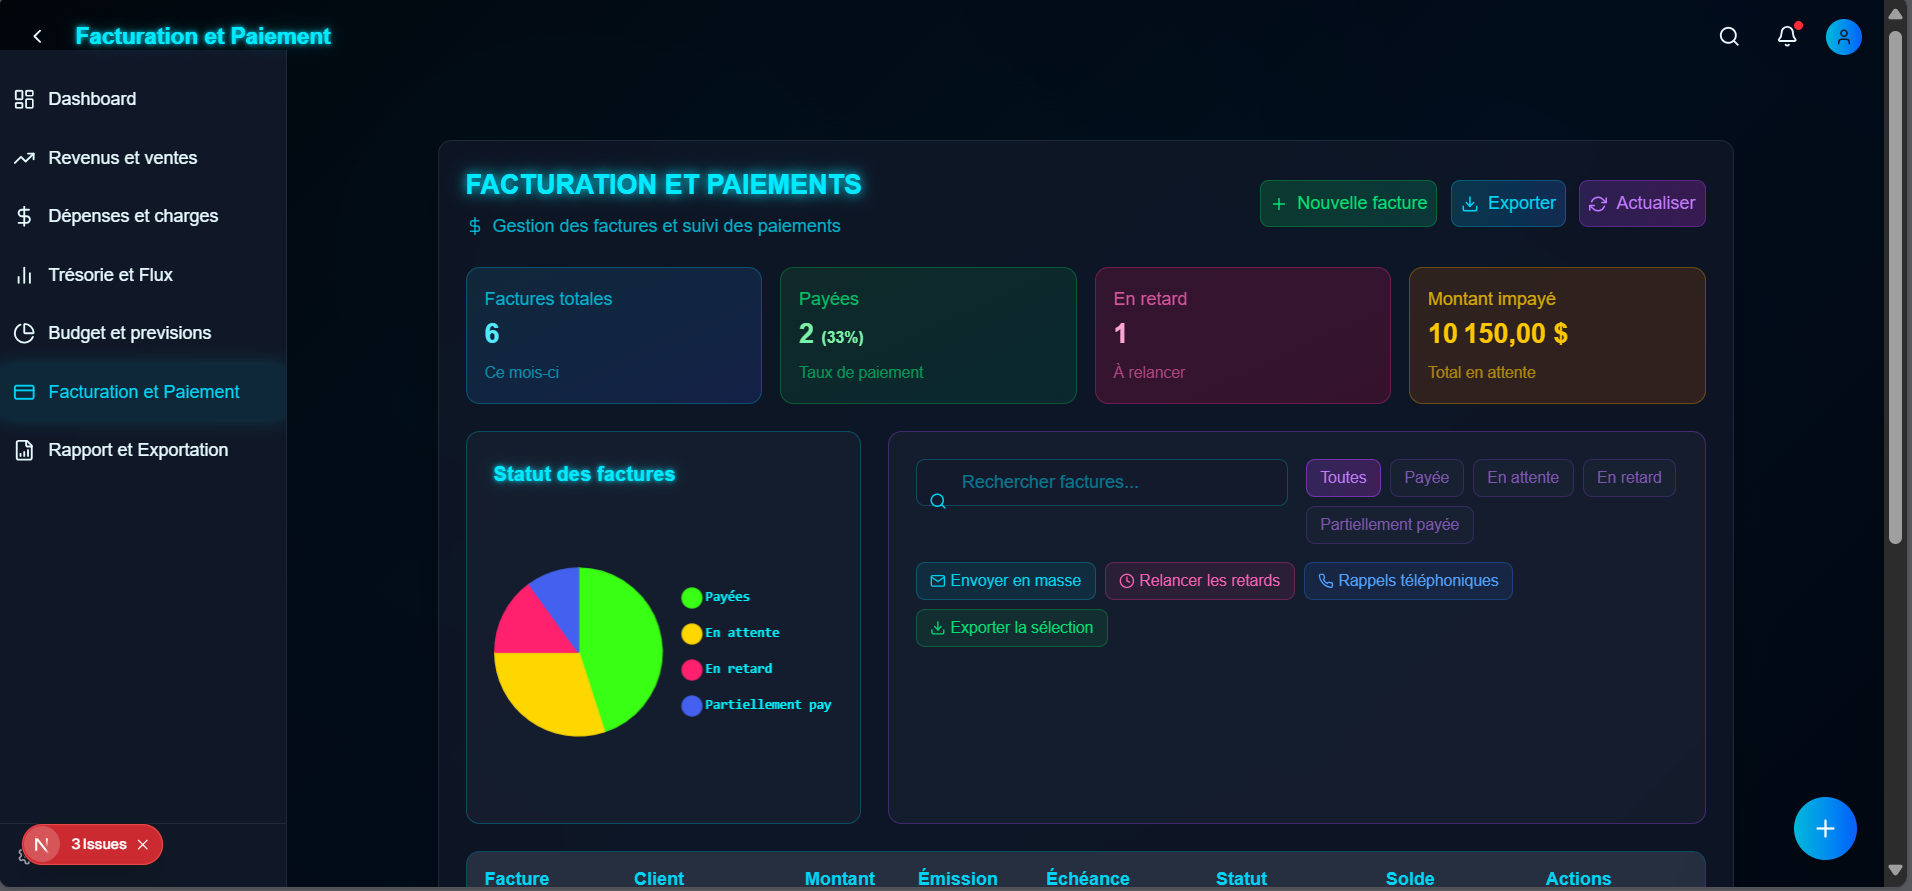 Facturation et Paiement
Dashboard
Revenus et ventes
Dépenses et charges
Trésorie et Flux
Budget et previsions
Facturation et Paiement
Rapport et Exportation
N 3 Issues
FACTURATION ET PAIEMENTS
Gestion des factures et suivi des paiements
Nouvelle facture
Exporter
Actualiser
Factures totales
6
Ce mois-ci
Payées
2 (33%)
Taux de paiement
En retard
1
À relancer
Montant impayé
10 150,00 $
Total en attente
Statut des factures
Payées
En attente
En retard
Partiellement pay
Rechercher factures...
Toutes
Payée
En attente
En retard
Partiellement payée
Envoyer en masse
Relancer les retards
Rappels téléphoniques
Exporter la sélection
Facture Client Montant Émission Échéance Statut Solde Actions